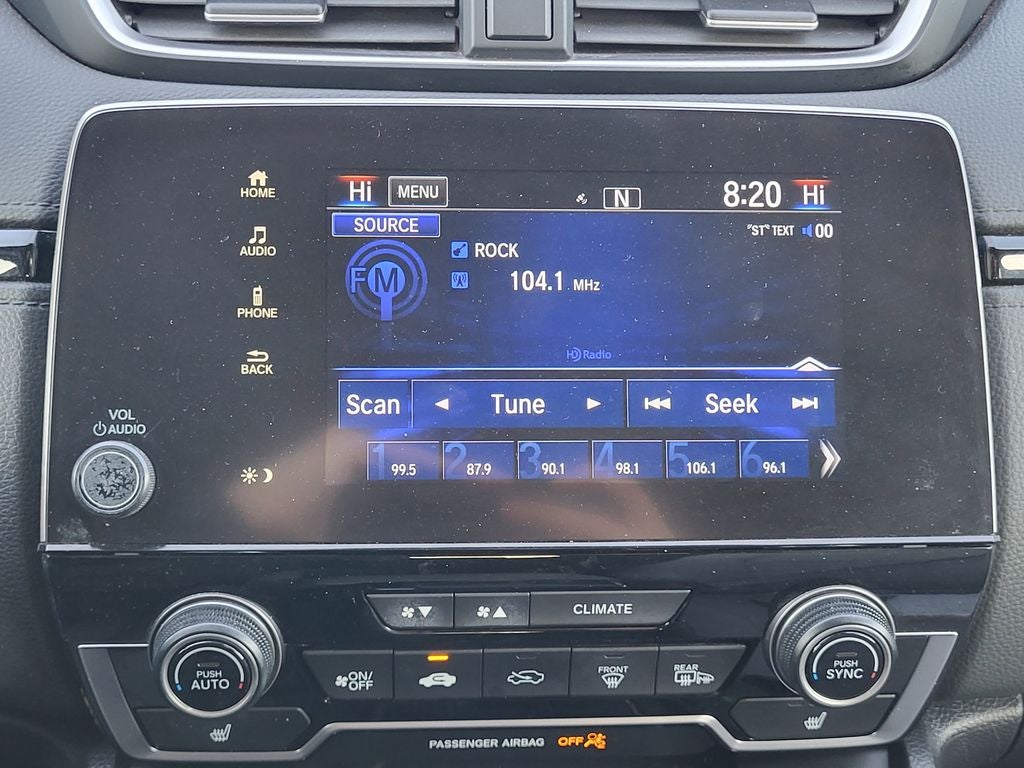 Hi MENU N 8:20 Hi
SOURCE
"ST" TEXT 00
FM
ROCK
104.1 MHz
HD Radio
Scan Tune Seek
1 99.5 2 87.9 3 90.1 4 98.1 5 106.1 6 96.1
HOME
AUDIO
PHONE
BACK
VOL
AUDIO
CLIMATE
PUSH
AUTO
ON/
OFF
FRONT
REAR
PUSH
SYNC
PASSENGER AIRBAG OFF